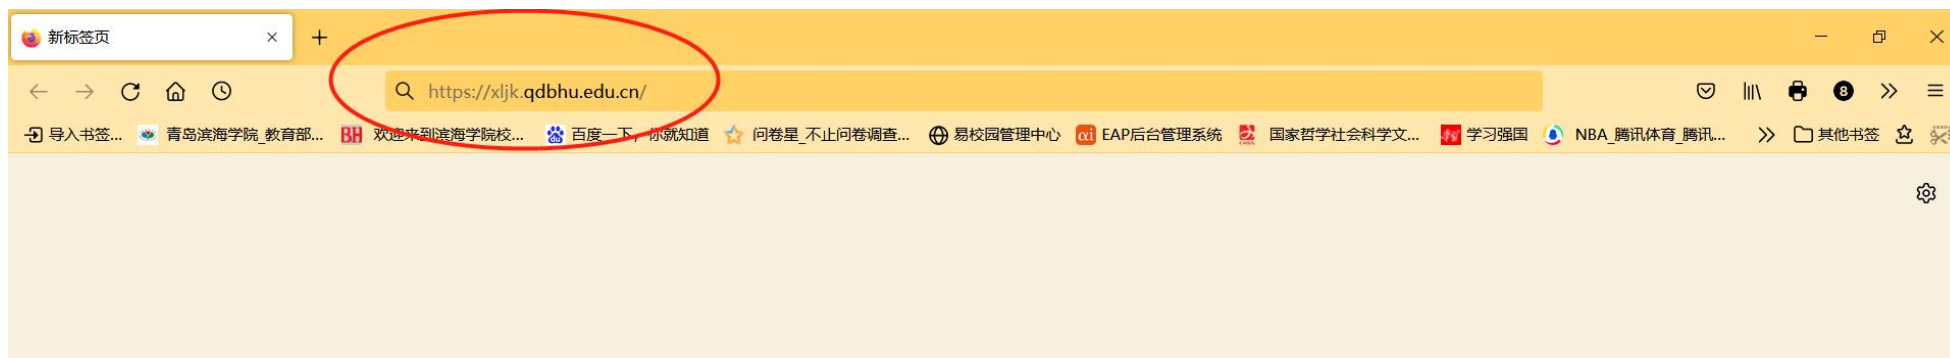 新标签页
https://xljk.qdbhu.edu.cn/
8
导入书签... 青岛滨海学院_教育部... BH 欢迎来到滨海学院校... 百度一下，你就知道 问卷星_不止问卷调查... 易校园管理中心 αi EAP后台管理系统 国家哲学社会科学文... 学习强国 NBA_腾讯体育_腾讯... 其他书签